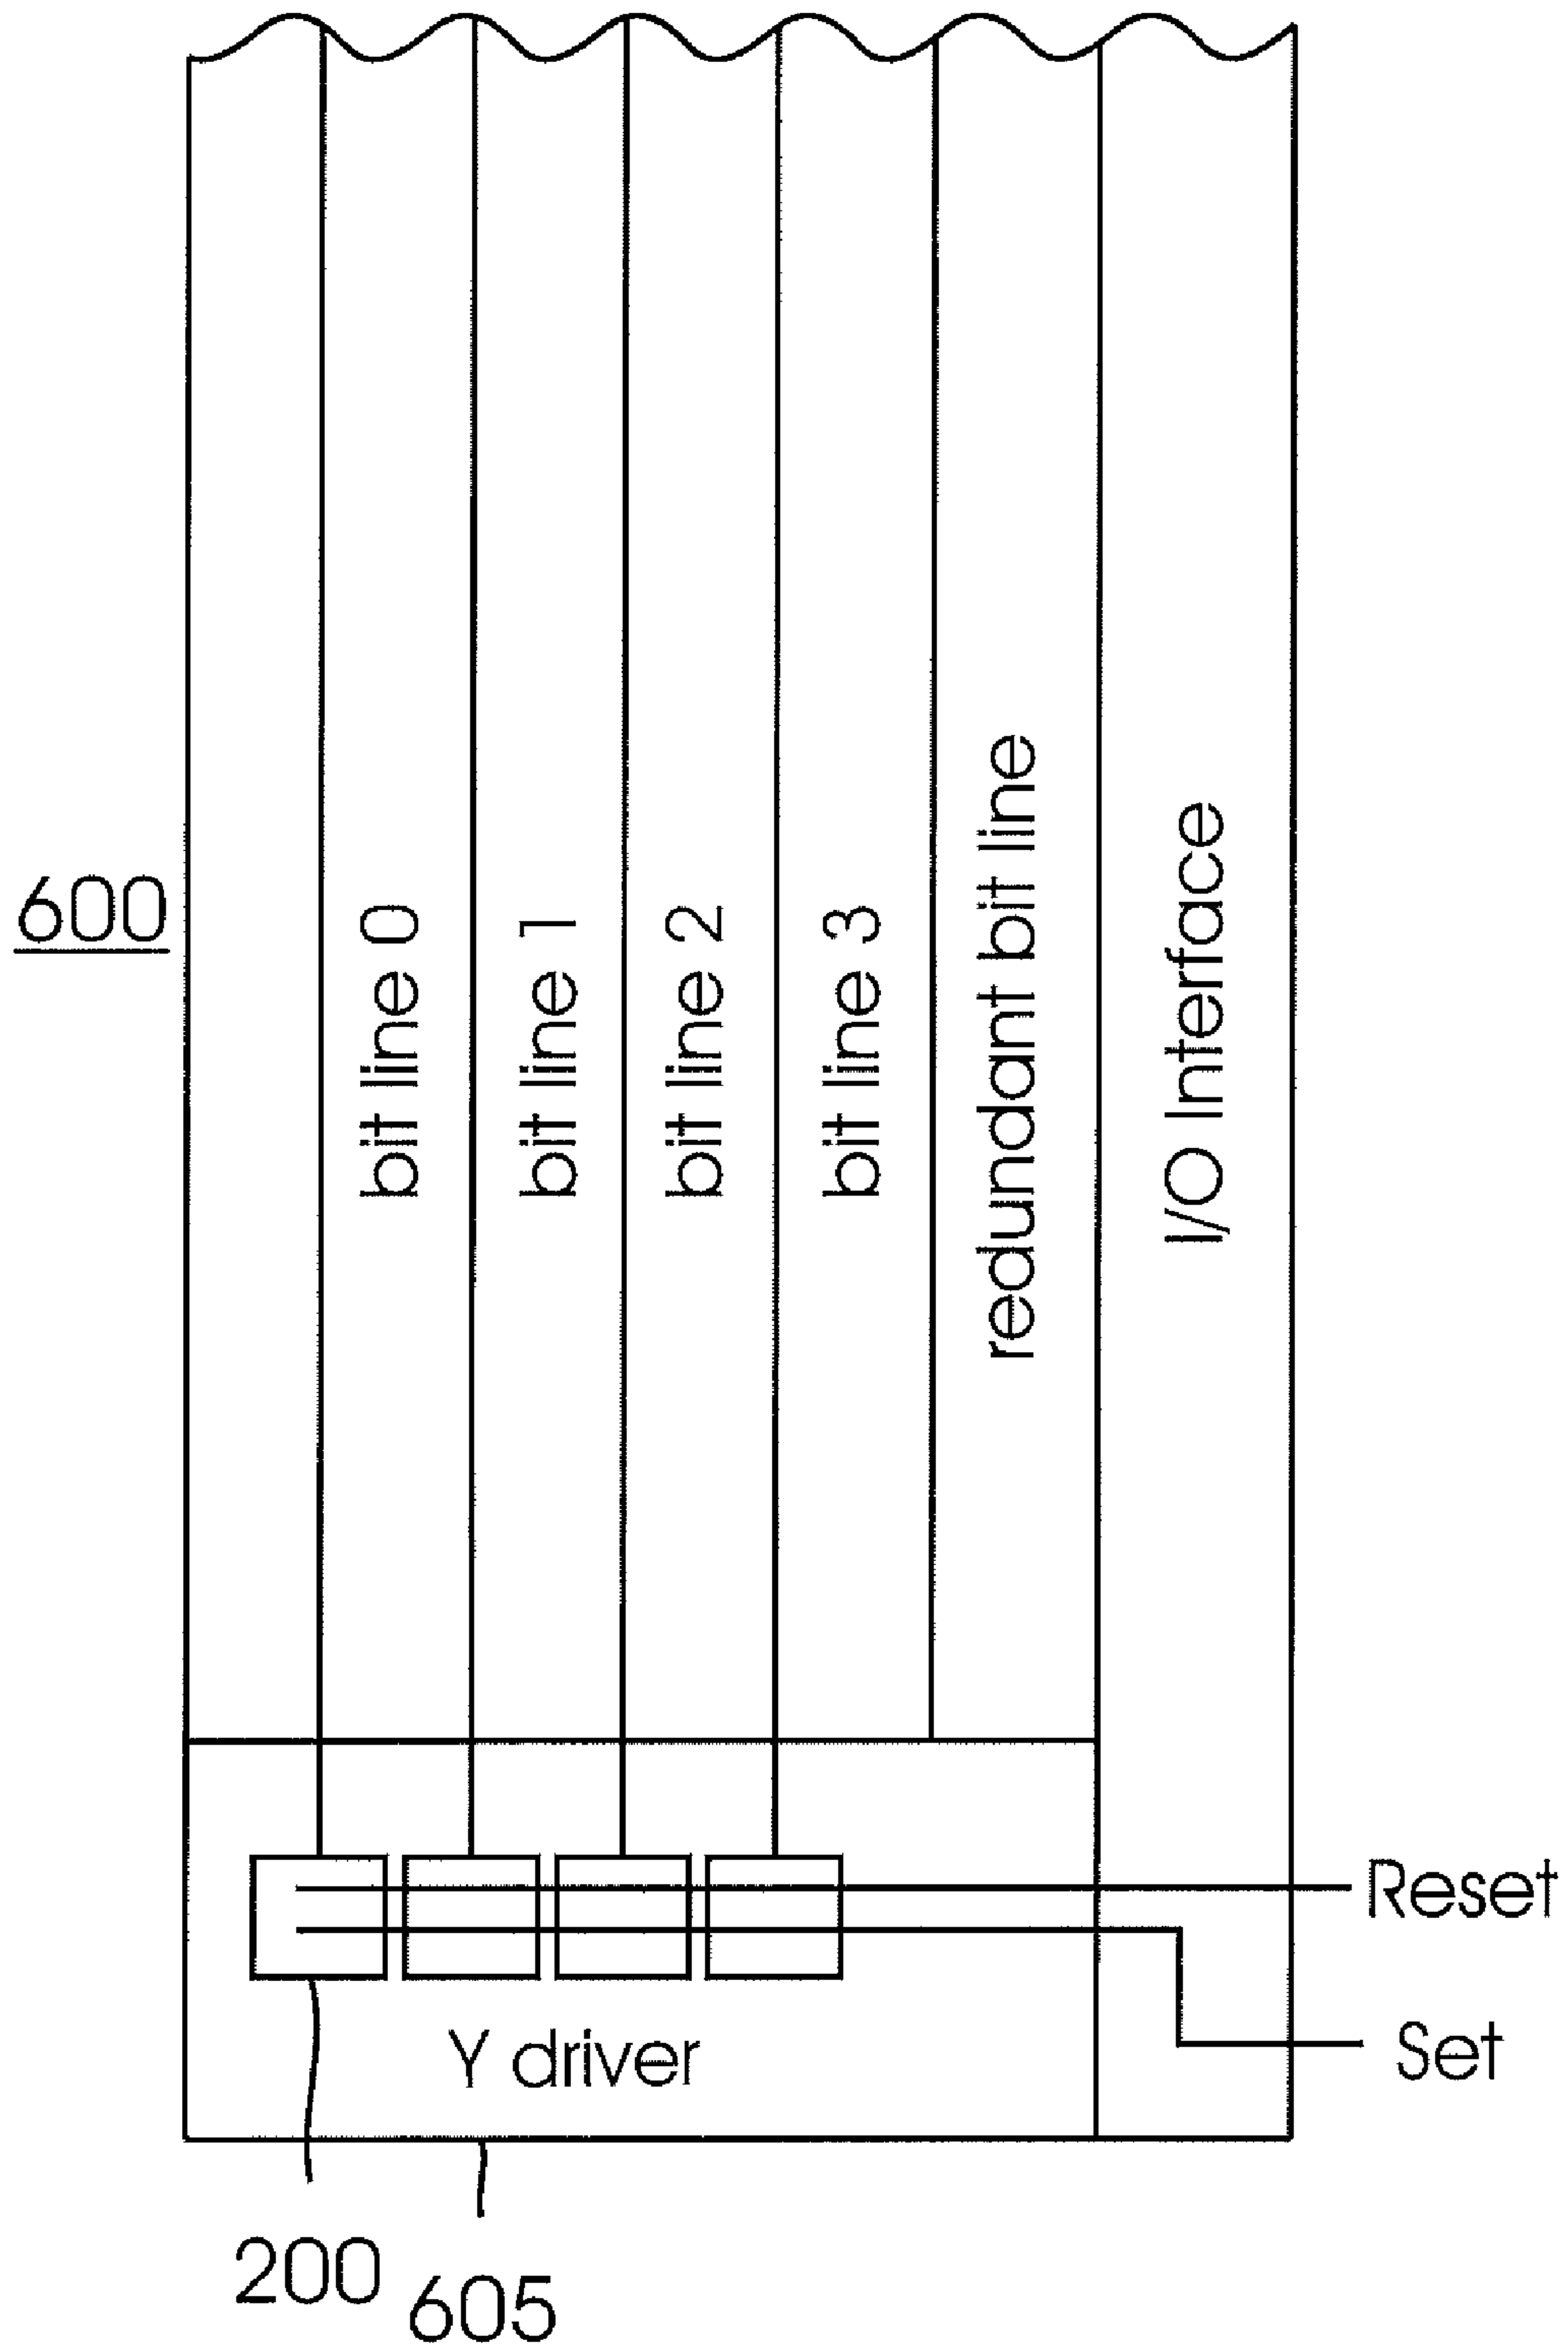 600
bit line 0
bit line 1
bit line 2
bit line 3
redundant bit line
I/O Interface
Reset
Set
Y driver
200
605